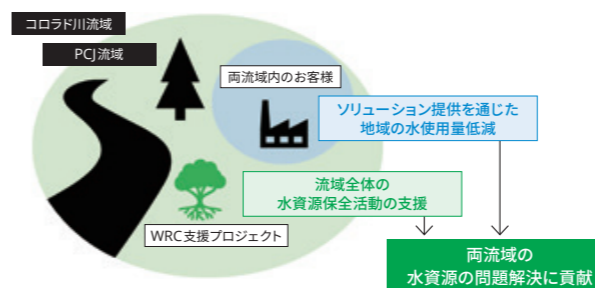 コロラド川流域
PCJ流域
両流域内のお客様
ソリューション提供を通じた
地域の水使用量低減
流域全体の
水資源保全活動の支援
WRC支援プロジェクト
両流域の
水資源の問題解決に貢献